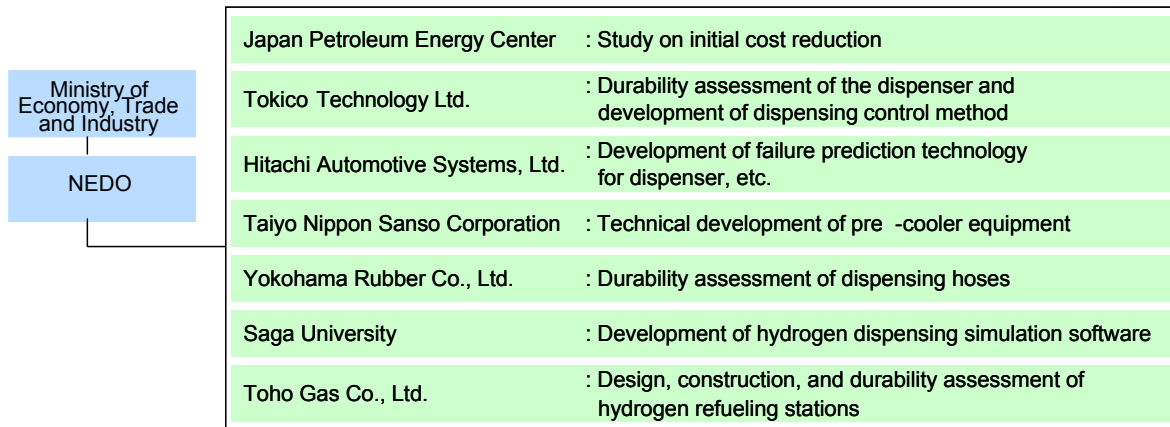 Ministry of
Economy, Trade
and Industry
NEDO
Japan Petroleum Energy Center : Study on initial cost reduction
Tokico Technology Ltd. : Durability assessment of the dispenser and
development of dispensing control method
Hitachi Automotive Systems, Ltd. : Development of failure prediction technology
for dispenser, etc.
Taiyo Nippon Sanso Corporation : Technical development of pre -cooler equipment
Yokohama Rubber Co., Ltd. : Durability assessment of dispensing hoses
Saga University : Development of hydrogen dispensing simulation software
Toho Gas Co., Ltd. : Design, construction, and durability assessment of
hydrogen refueling stations